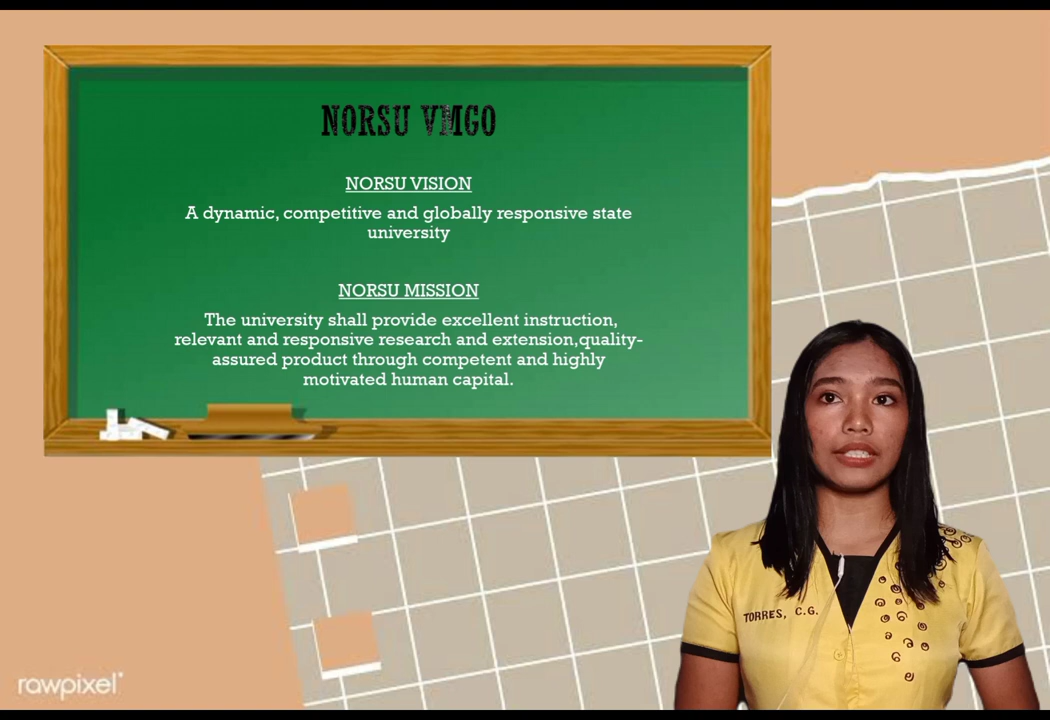 NORSU VMGO
NORSU VISION
A dynamic, competitive and globally responsive state
university
NORSU MISSION
The university shall provide excellent instruction,
relevant and responsive research and extension,quality-
assured product through competent and highly
motivated human capital.
TORRES, C.G.
rawpixel